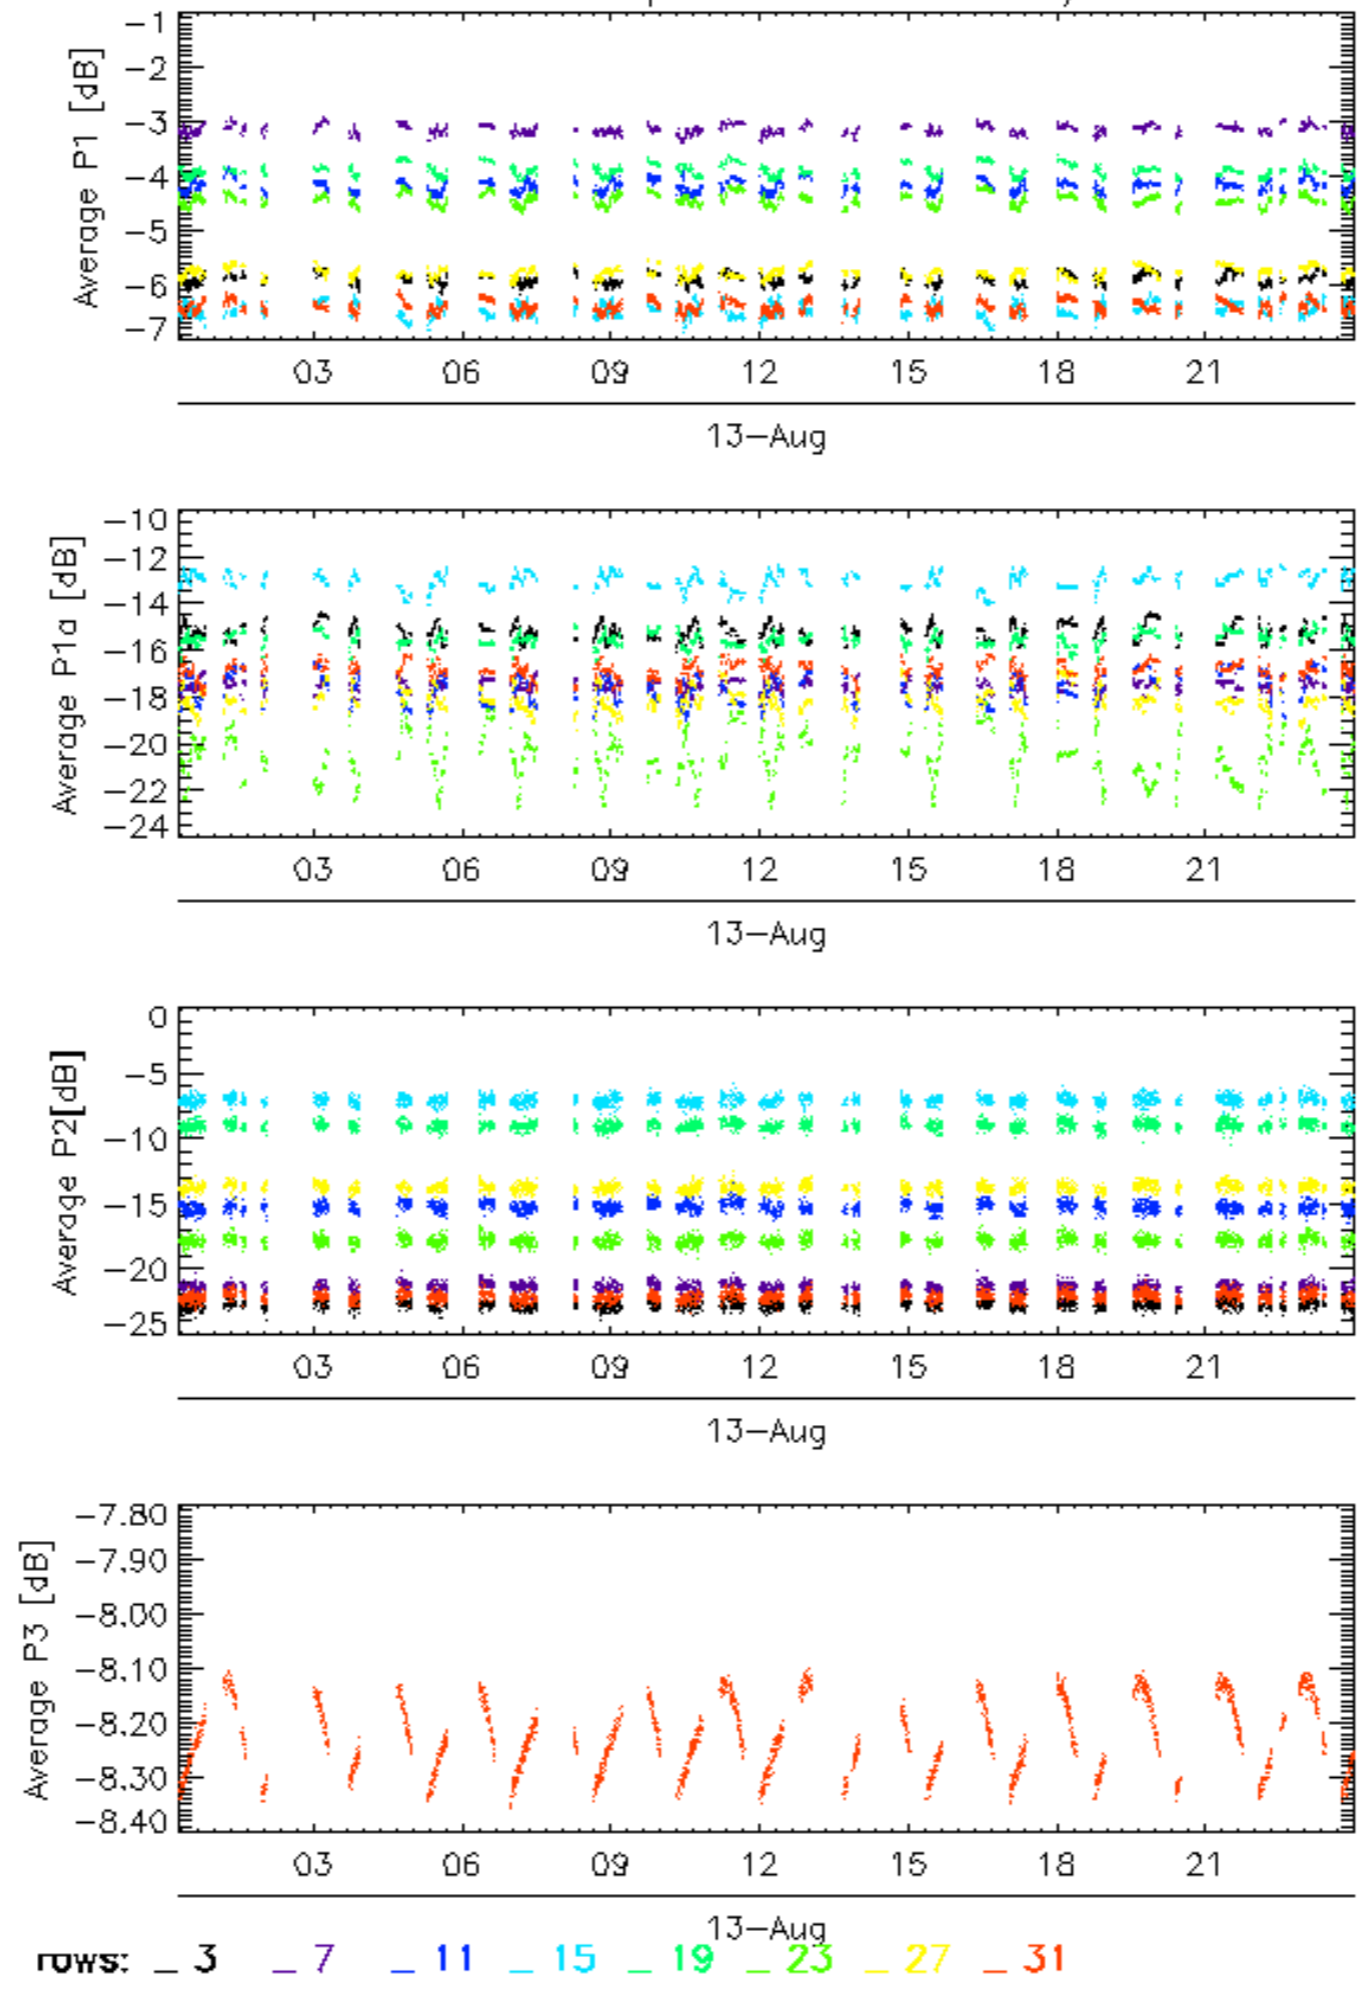 -1
-2
-3
-4
-5
-6
-7
Average P1 [dB]
03 06 09 12 15 18 21
13-Aug
-10
-12
-14
-16
-18
-20
-22
-24
Average P1a [dB]
03 06 09 12 15 18 21
13-Aug
0
-5
-10
-15
-20
-25
Average P2[dB]
03 06 09 12 15 18 21
13-Aug
-7.80
-7.90
-8.00
-8.10
-8.20
-8.30
-8.40
Average P3 [dB]
03 06 09 12 15 18 21
13-Aug
rows: _ 3 _ 7 _ 11 _ 15 _ 19 _ 23 _ 27 _ 31